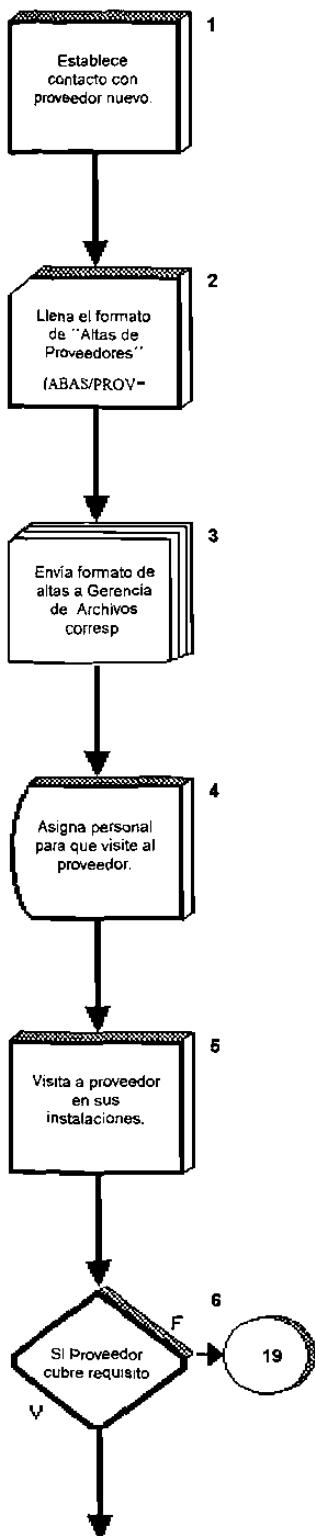 1
Establece
contacto con
proveedor nuevo.
2
Llena el formato
de ¨Altas de
Proveedores¨
(ABAS/PROV=
3
Envía formato de
altas a Gerencia
de Archivos
corresp
4
Asigna personal
para que visite al
proveedor.
5
Visita a proveedor
en sus
instalaciones.
6
F
SI Proveedor
cubre requisito
19
V